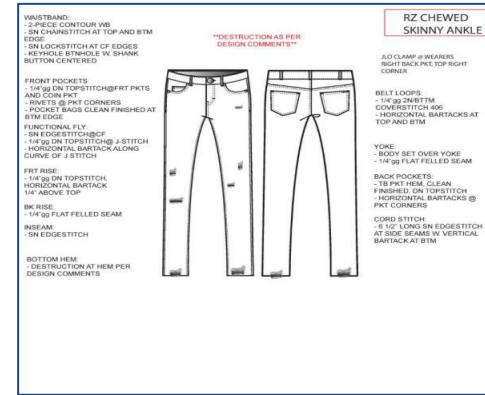 WAISTBAND:
- 2-PIECE CONTOUR WB
- SN CHAINSTITCH AT TOP AND BTM
EDGE
- SN LOCKSTITCH AT CF EDGES
- KEYHOLE BTNHOLE W. SHANK
BUTTON CENTERED
FRONT POCKETS:
- 1/4"gg DN TOPSTITCH@FRT PKTS
AND COIN PKT
- RIVETS @ PKT CORNERS
- POCKET BAGS CLEAN FINISHED AT
BTM EDGE
FUNCTIONAL FLY:
- SN EDGESTITCH@CF
- 1/4"gg DN TOPSTITCH@ J-STITCH
- HORIZONTAL BARTACK ALONG
CURVE OF J STITCH
FRT RISE:
- 1/4"gg DN TOPSTITCH,
HORIZONTAL BARTACK
1/4" ABOVE TOP
BK RISE:
- 1/4"gg FLAT FELLED SEAM
INSEAM:
- SN EDGESTITCH
BOTTOM HEM:
- DESTRUCTION AT HEM PER
DESIGN COMMENTS
**DESTRUCTION AS PER
DESIGN COMMENTS**
RZ CHEWED
SKINNY ANKLE
JLO CLAMP @ WEARERS
RIGHT BACK PKT, TOP RIGHT
CORNER
BELT LOOPS:
- 1/4"gg 2N/BTTM
COVERSTITCH 406
- HORIZONTAL BARTACKS AT
TOP AND BTM
YOKE:
- BODY SET OVER YOKE
- 1/4"gg FLAT FELLED SEAM
BACK POCKETS:
- TB PKT HEM, CLEAN
FINISHED, DN TOPSTITCH
- HORIZONTAL BARTACKS @
PKT CORNERS
CORD STITCH:
- 6 1/2" LONG SN EDGESTITCH
AT SIDE SEAMS W. VERTICAL
BARTACK AT BTM